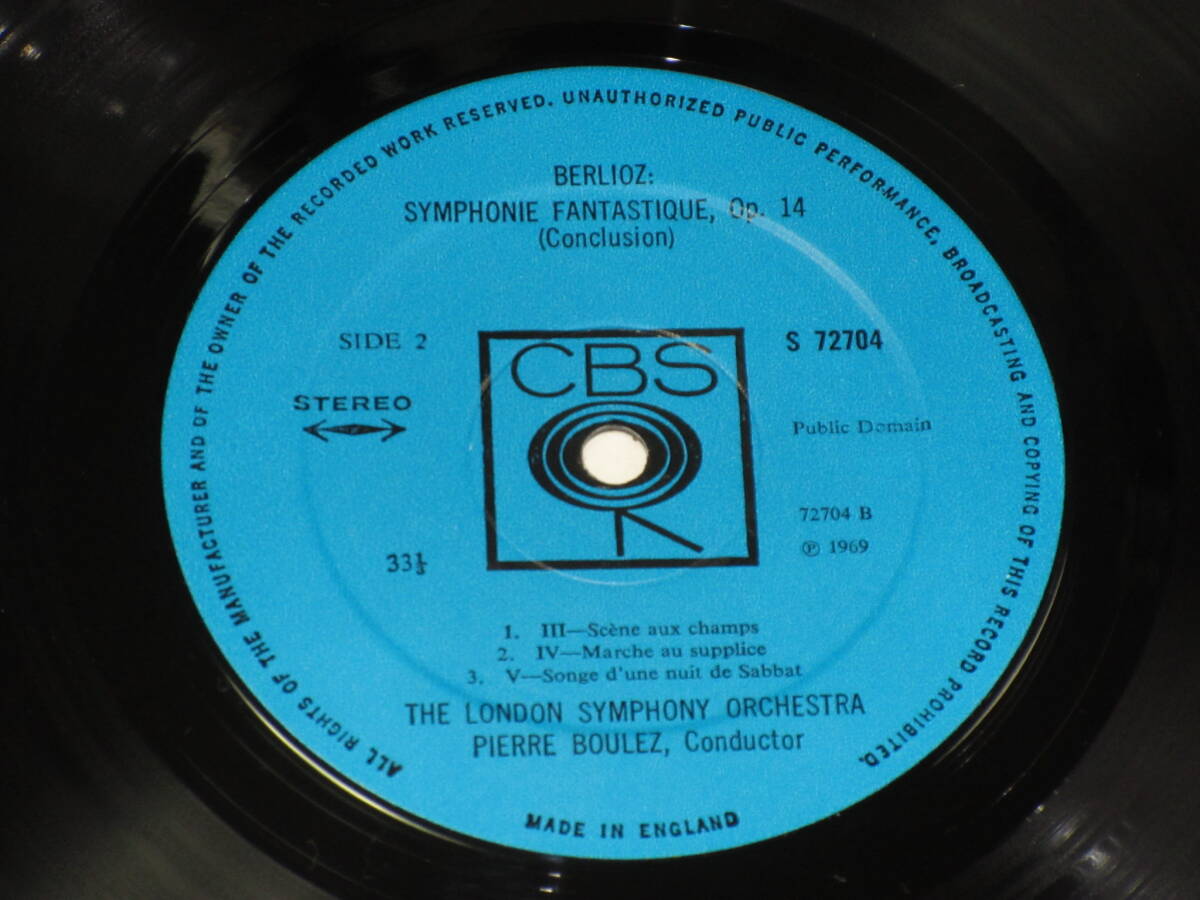 ALL RIGHTS OF THE MANUFACTURER AND OF THE OWNER OF THE RECORDED WORK RESERVED. UNAUTHORIZED PUBLIC PERFORMANCE, BROADCASTING AND COPYING OF THIS RECORD PROHIBITED.
BERLIOZ:
SYMPHONIE FANTASTIQUE, Op. 14
(Conclusion)
SIDE 2
S 72704
CBS
STEREO
Public Domain
72704 B
℗ 1969
33⅓
1. III—Scène aux champs
2. IV—Marche au supplice
3. V—Songe d'une nuit de Sabbat
THE LONDON SYMPHONY ORCHESTRA
PIERRE BOULEZ, Conductor
MADE IN ENGLAND